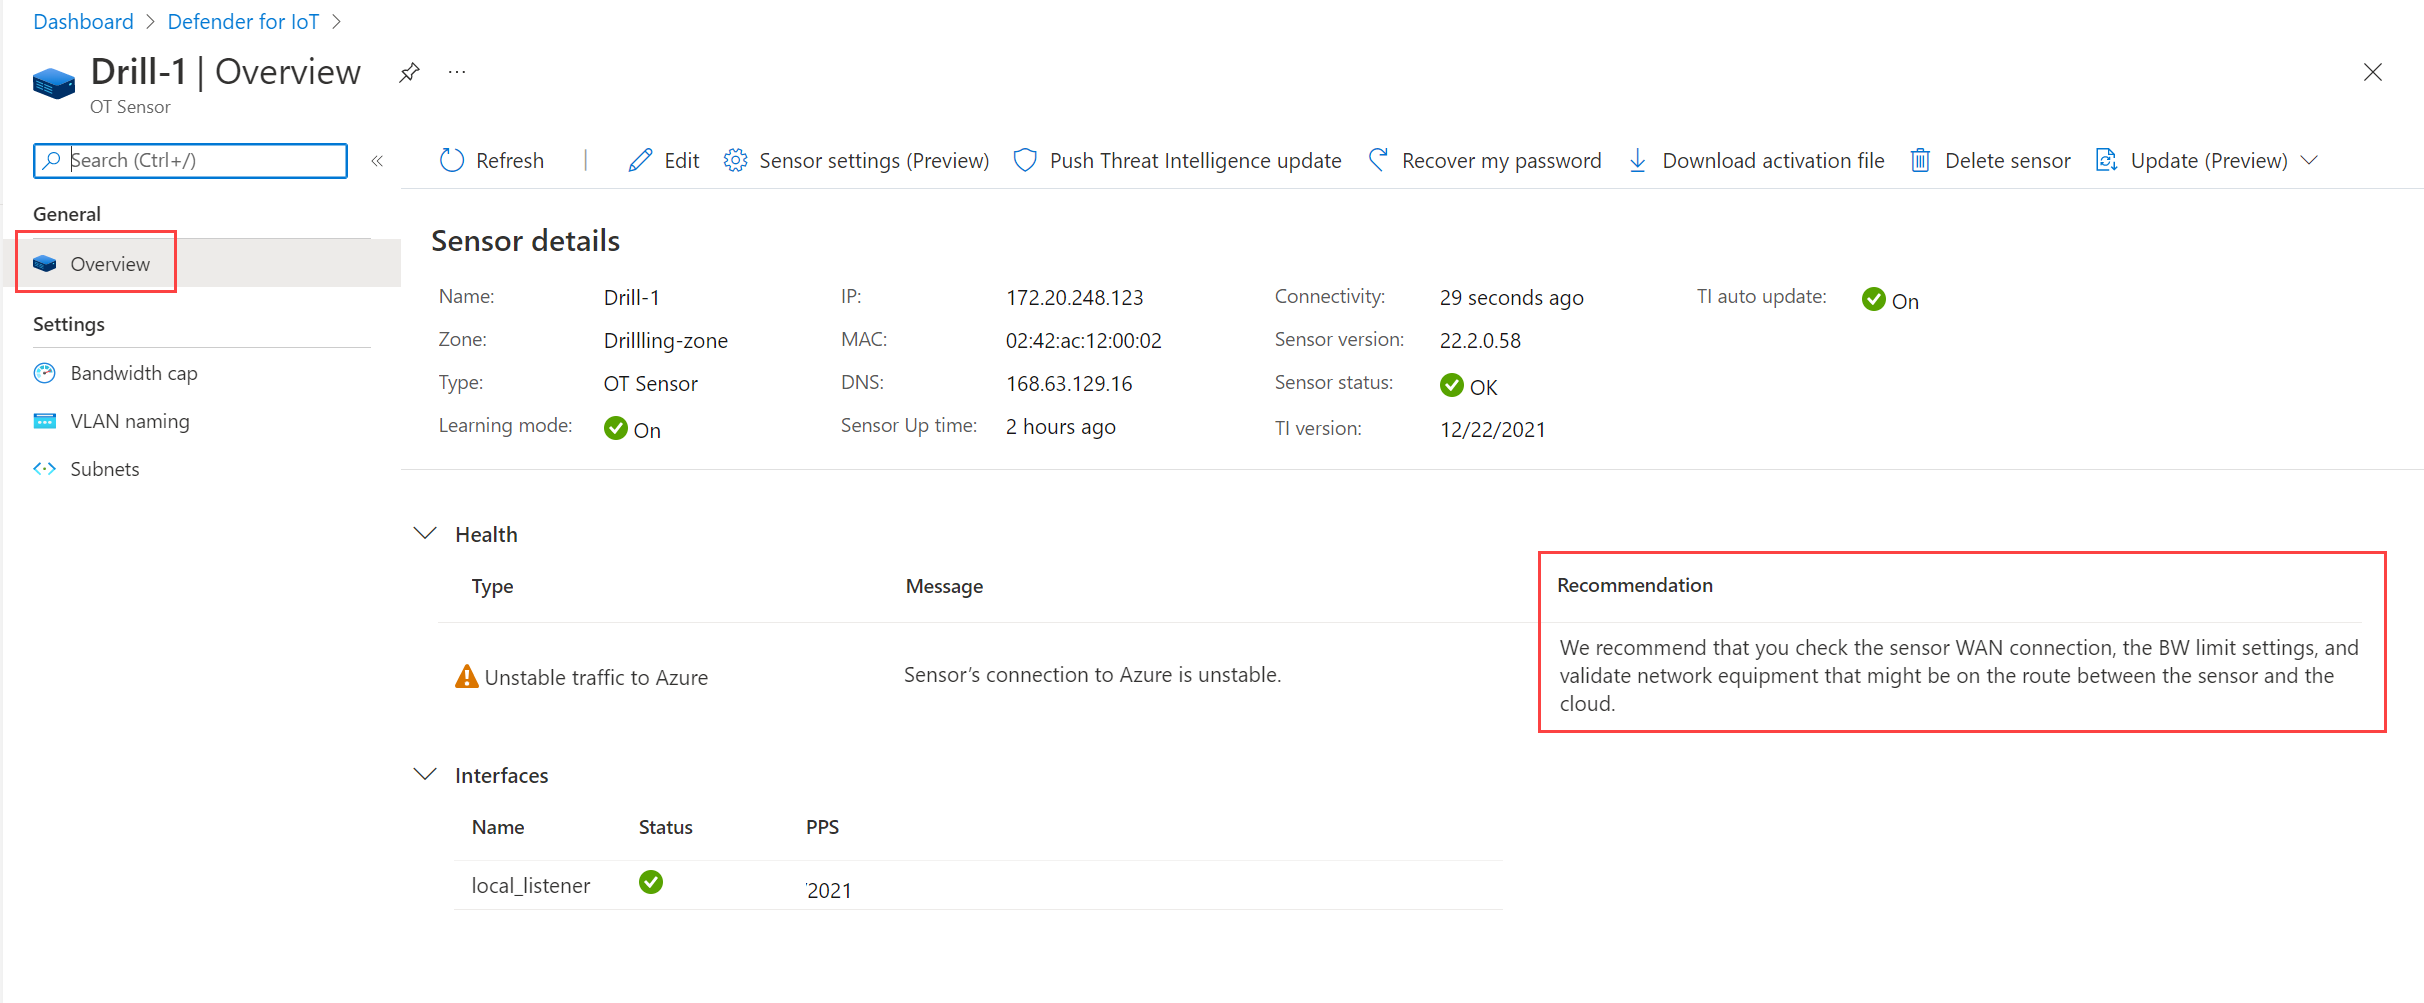 Dashboard > Defender for IoT >
Drill-1 | Overview ...
OT Sensor
Search (Ctrl+/) «
Refresh | Edit Sensor settings (Preview) Push Threat Intelligence update Recover my password Download activation file Delete sensor Update (Preview)
General
Overview
Settings
Bandwidth cap
VLAN naming
Subnets
Sensor details
Name: Drill-1 IP: 172.20.248.123 Connectivity: 29 seconds ago TI auto update: On
Zone: Drillling-zone MAC: 02:42:ac:12:00:02 Sensor version: 22.2.0.58
Type: OT Sensor DNS: 168.63.129.16 Sensor status: OK
Learning mode: On Sensor Up time: 2 hours ago TI version: 12/22/2021
Health
Type Message Recommendation
Unstable traffic to Azure Sensor’s connection to Azure is unstable.
We recommend that you check the sensor WAN connection, the BW limit settings, and
validate network equipment that might be on the route between the sensor and the
cloud.
Interfaces
Name Status PPS
local_listener /2021